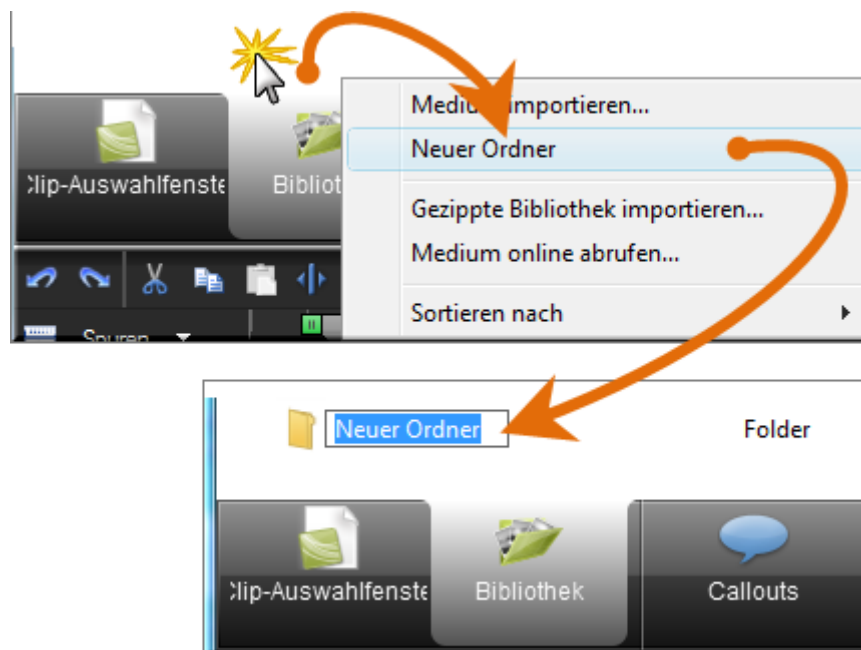 Medium importieren...
Neuer Ordner
Gezippte Bibliothek importieren...
Medium online abrufen...
Sortieren nach
Clip-Auswahlfenste
Bibliot
Spuren
Neuer Ordner
Folder
Clip-Auswahlfenste
Bibliothek
Callouts